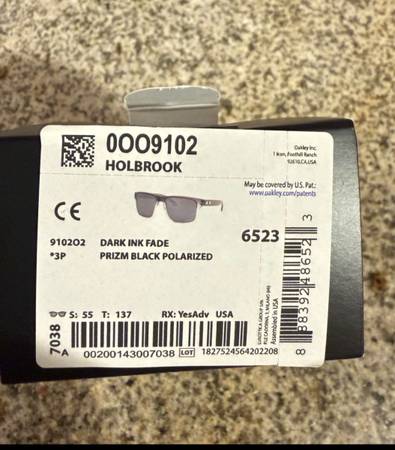 0OO9102
HOLBROOK
Oakley Inc.
1 Icon, Foothill Ranch
92610,CA,USA
May be covered by U.S. Pat.:
www.oakley.com/patents
CE
9102O2 DARK INK FADE
*3P PRIZM BLACK POLARIZED
6523
S: 55 T: 137 RX: YesAdv USA
7038
A
00200143007038 LOT 1827524564202208
LUXOTTICA GROUP S.P.A
Assembled in USA
8 88392 48652 3